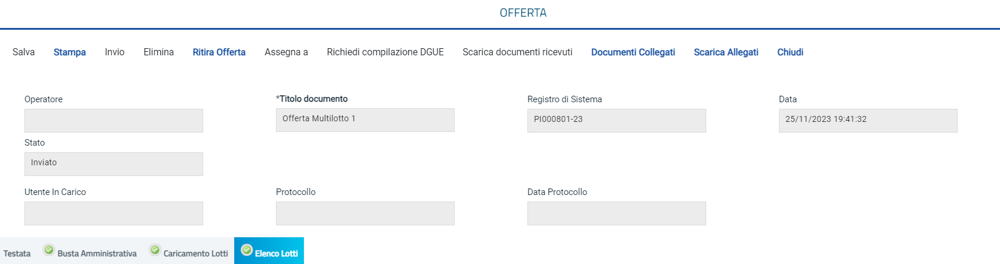 OFFERTA
Salva Stampa Invio Elimina Ritira Offerta Assegna a Richiedi compilazione DGUE Scarica documenti ricevuti Documenti Collegati Scarica Allegati Chiudi
Operatore *Titolo documento Registro di Sistema Data
Offerta Multilotto 1 PI000801-23 25/11/2023 19:41:32
Stato
Inviato
Utente In Carico Protocollo Data Protocollo
Testata Busta Amministrativa Caricamento Lotti Elenco Lotti